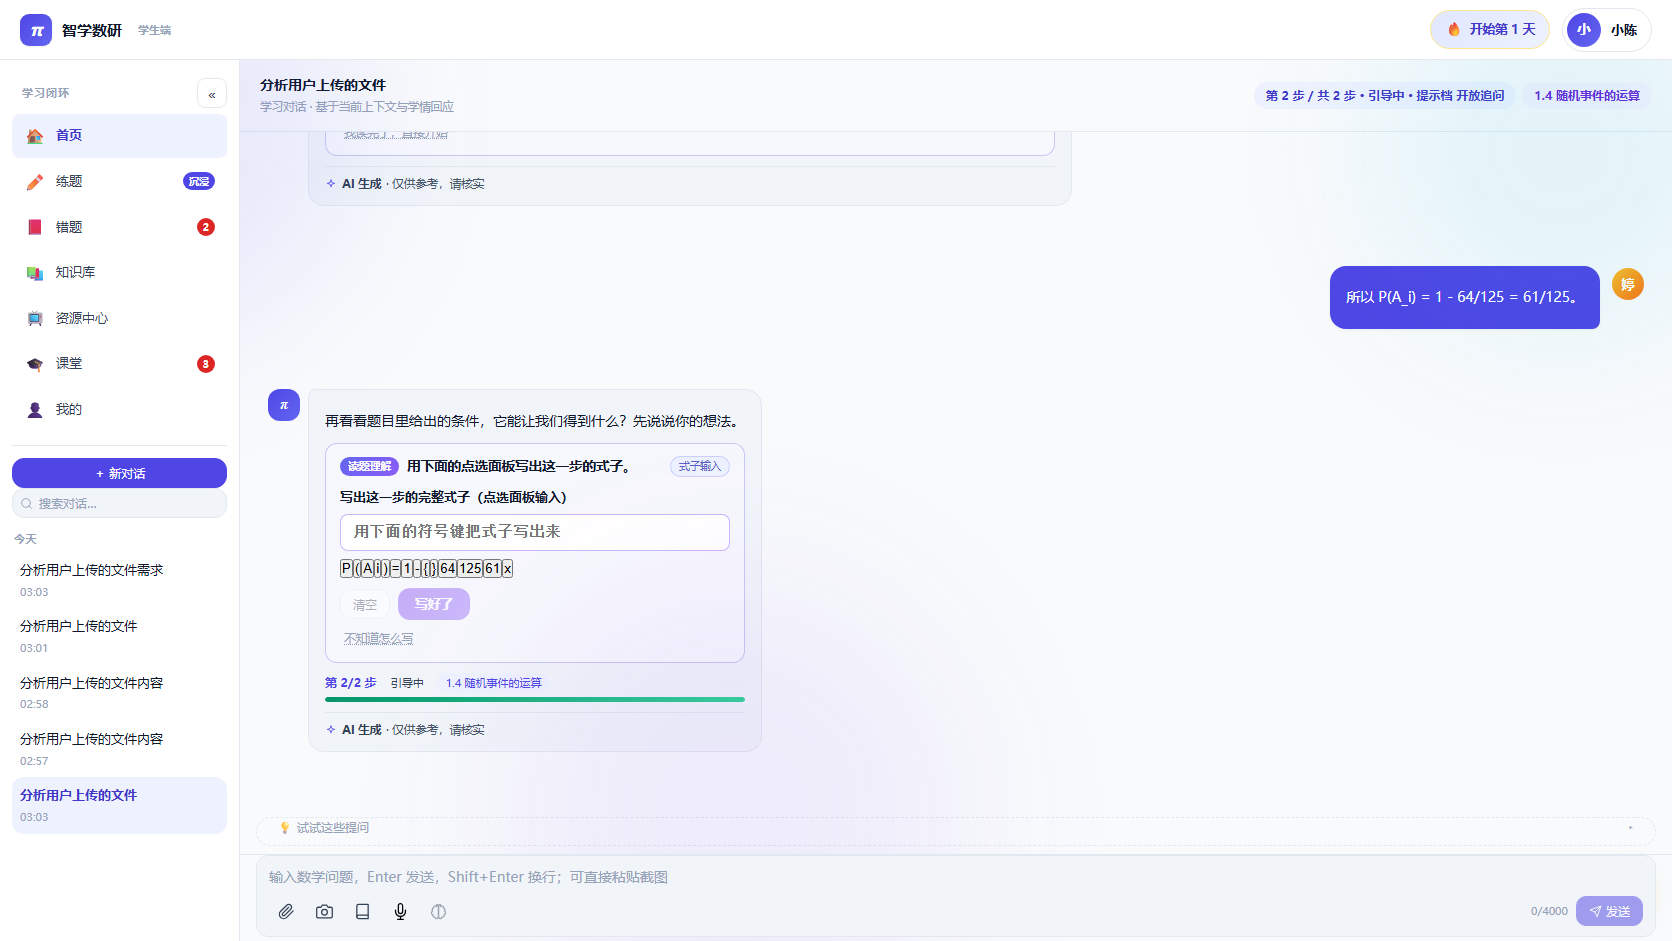 π 智学数研 学生端
开始第 1 天
小 小陈
学习闭环 «
首页
练题 沉浸
错题 2
知识库
资源中心
课堂 3
我的
+ 新对话
搜索对话...
今天
分析用户上传的文件需求
03:03
分析用户上传的文件
03:01
分析用户上传的文件内容
02:58
分析用户上传的文件内容
02:57
分析用户上传的文件
03:03
分析用户上传的文件
学习对话 · 基于当前上下文与学情回应
第 2 步 / 共 2 步 • 引导中 • 提示档 开放追问
1.4 随机事件的运算
AI 生成 · 仅供参考，请核实
所以 P(A_i) = 1 - 64/125 = 61/125。
婷
π
再看看题目里给出的条件，它能让我们得到什么？先说说你的想法。
读题理解 用下面的点选面板写出这一步的式子。 式子输入
写出这一步的完整式子（点选面板输入）
用下面的符号键把式子写出来
P ( A i ) = 1 - { } 64 125 61 x
清空 写好了
不知道怎么写
第 2/2 步 引导中 1.4 随机事件的运算
AI 生成 · 仅供参考，请核实
试试这些提问
输入数学问题，Enter 发送，Shift+Enter 换行；可直接粘贴截图
0/4000 发送